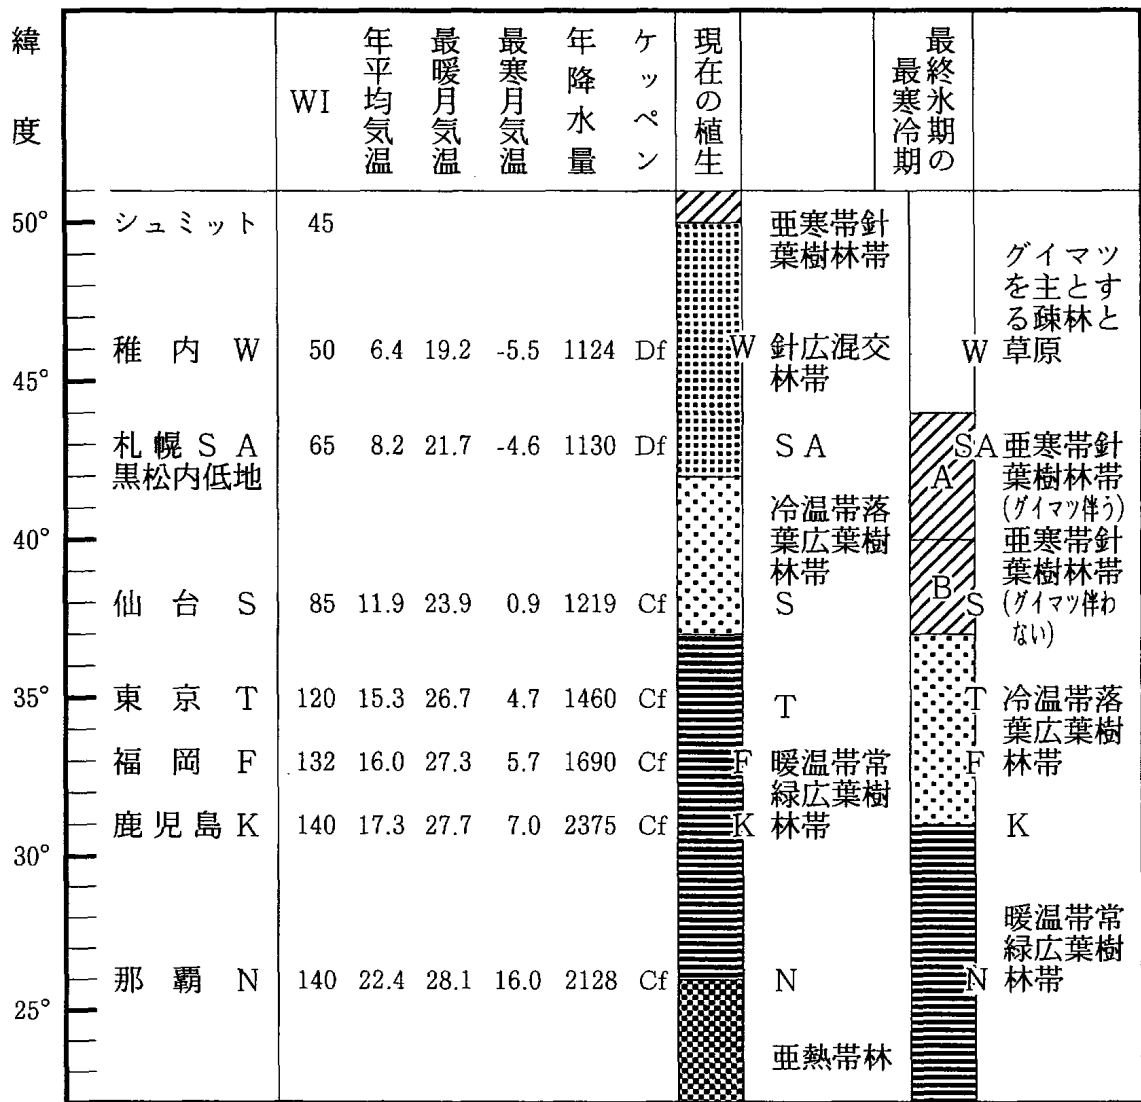 緯度
WI
年平均気温
最暖月気温
最寒月気温
年降水量
ケッペン
現在の植生
最終氷期の
最寒冷期
50° シュミット 45
亜寒帯針
葉樹林帯
グイマツ
を主とす
る疎林と
草原
稚内 W 50 6.4 19.2 -5.5 1124 Df
W 針広混交
林帯
W
45°
札幌 SA 65 8.2 21.7 -4.6 1130 Df
黒松内低地
SA
SA 亜寒帯針
葉樹林帯
(グイマツ伴う)
A
冷温帯落
葉広葉樹
林帯
40°
亜寒帯針
葉樹林帯
(グイマツ伴わ
ない)
B
仙台 S 85 11.9 23.9 0.9 1219 Cf
S
S
35° 東京 T 120 15.3 26.7 4.7 1460 Cf
T
T 冷温帯落
葉広葉樹
林帯
福岡 F 132 16.0 27.3 5.7 1690 Cf
F 暖温帯常
緑広葉樹
林帯
F
鹿児島 K 140 17.3 27.7 7.0 2375 Cf
K
K
30°
暖温帯常
緑広葉樹
林帯
那覇 N 140 22.4 28.1 16.0 2128 Cf
N
N
25°
亜熱帯林